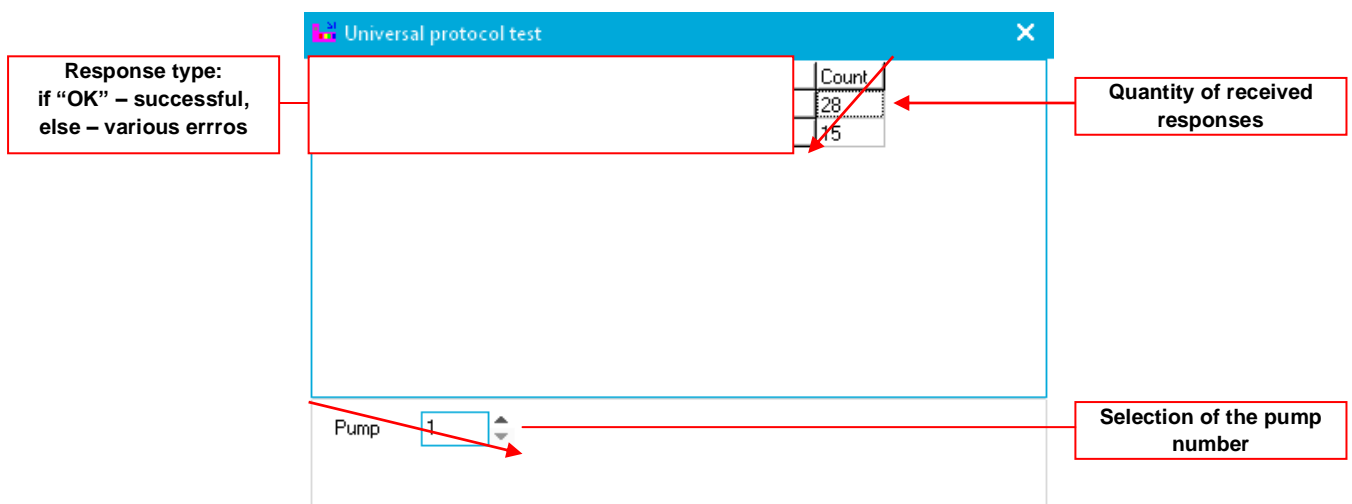 Universal protocol test
Response type:
if “OK” – successful,
else – various errros
Count
28
15
Quantity of received
responses
Pump
1
Selection of the pump
number